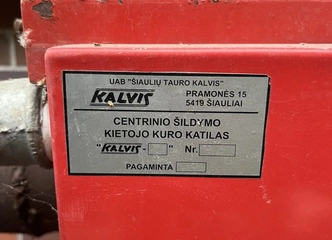 UAB "ŠIAULIŲ TAURO KALVIS"
KALVIS
PRAMONĖS 15
5419 ŠIAULIAI
CENTRINIO ŠILDYMO
KIETOJO KURO KATILAS
"KALVIS- " Nr.
PAGAMINTA